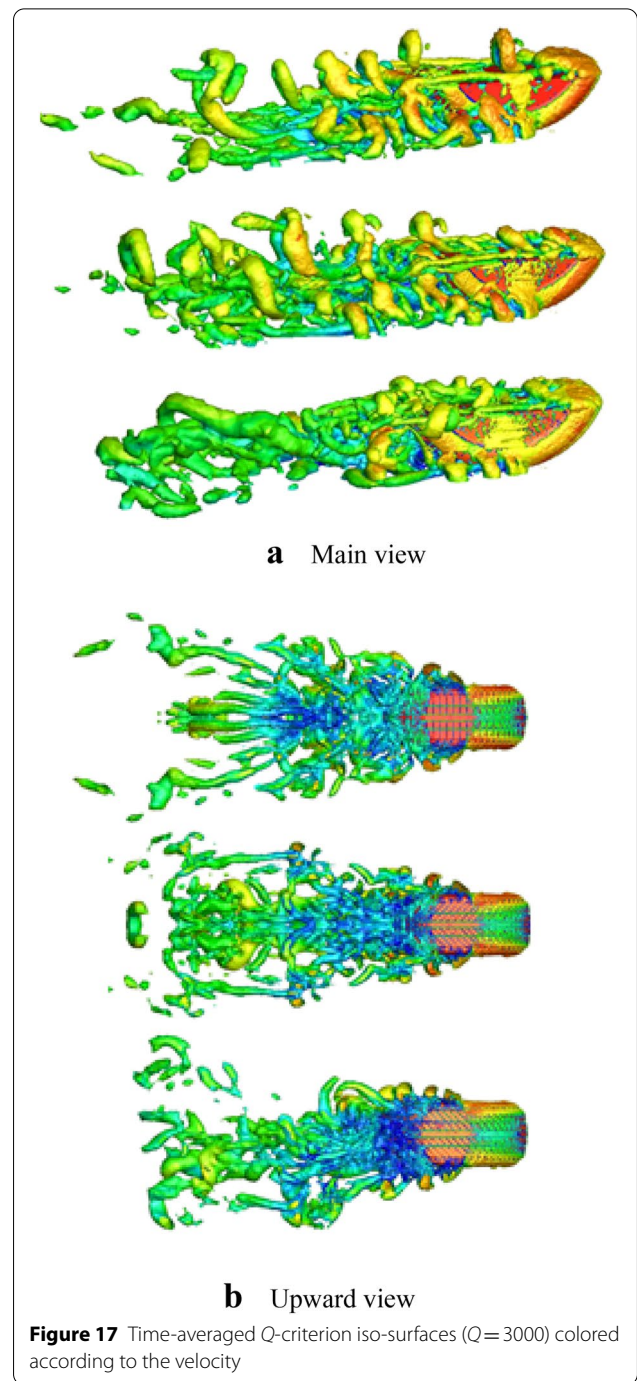 a Main view
b Upward view
Figure 17 Time-averaged Q-criterion iso-surfaces (Q = 3000) colored
according to the velocity